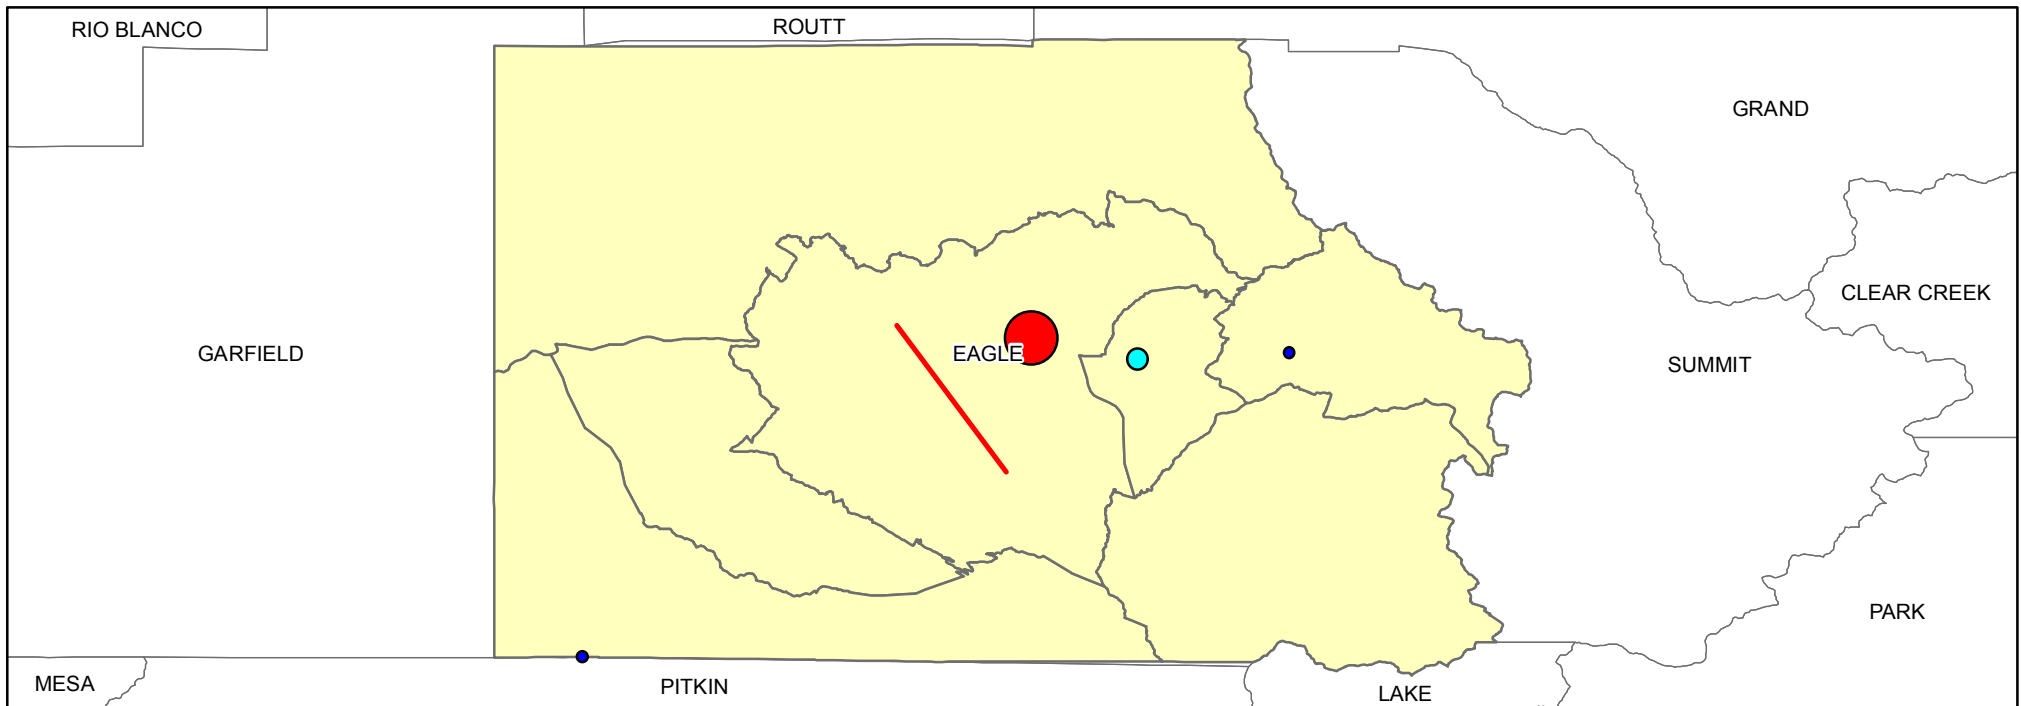 RIO BLANCO
ROUTT
GRAND
CLEAR CREEK
GARFIELD
EAGLE
SUMMIT
PARK
MESA
PITKIN
LAKE